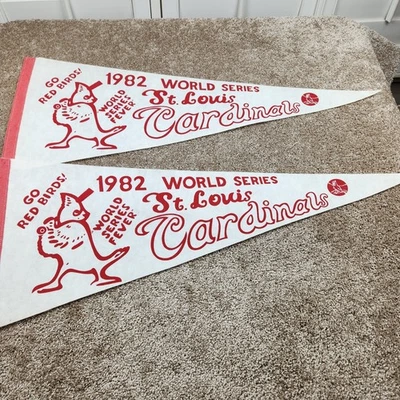 GO
RED BIRDS!
WORLD
SERIES
FEVER
1982 WORLD SERIES
St. Louis
Cardinals
GO
RED BIRDS!
WORLD
SERIES
FEVER
1982 WORLD SERIES
St. Louis
Cardinals